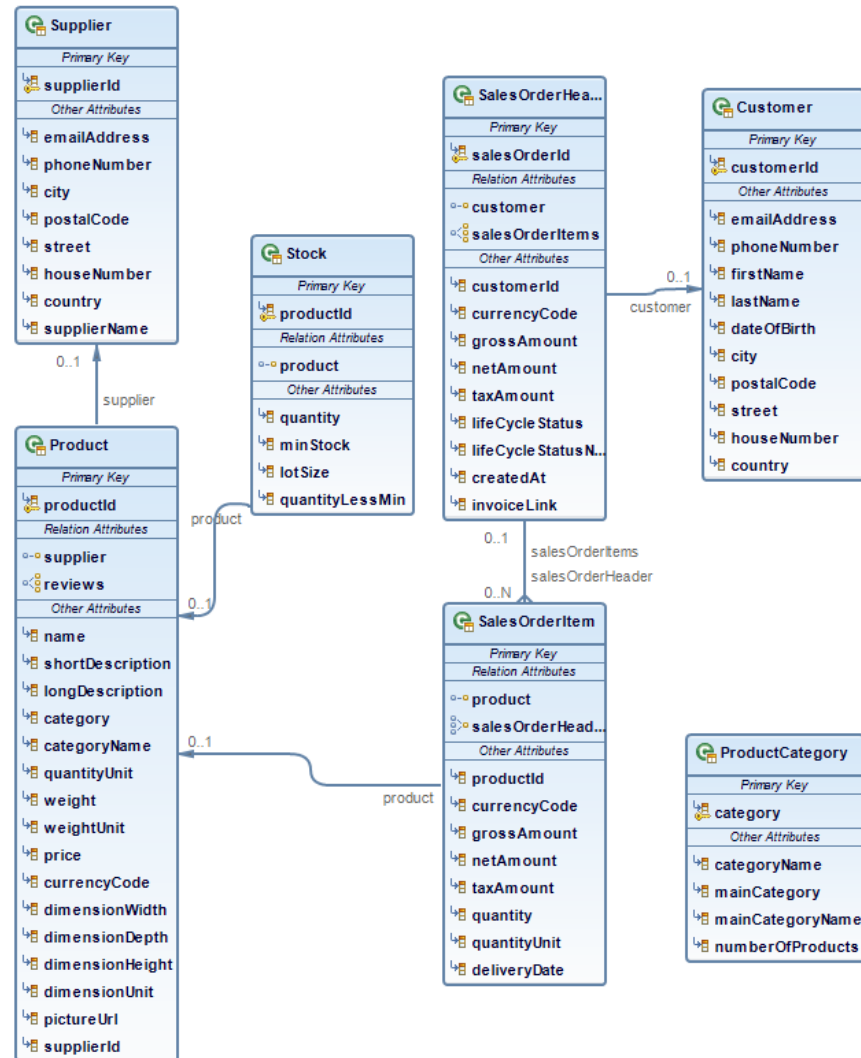 Supplier
Primary Key
supplierId
Other Attributes
emailAddress
phoneNumber
city
postalCode
street
houseNumber
country
supplierName
0..1
supplier
Product
Primary Key
productId
Relation Attributes
supplier
reviews
Other Attributes
name
shortDescription
longDescription
category
categoryName
quantityUnit
weight
weightUnit
price
currencyCode
dimensionWidth
dimensionDepth
dimensionHeight
dimensionUnit
pictureUrl
supplierId
Stock
Primary Key
productId
Relation Attributes
product
Other Attributes
quantity
minStock
lotSize
quantityLessMin
product
0..1
0..1
product
SalesOrderHea...
Primary Key
salesOrderId
Relation Attributes
customer
salesOrderItems
Other Attributes
customerId
currencyCode
grossAmount
netAmount
taxAmount
lifeCycleStatus
lifeCycleStatusN...
createdAt
invoiceLink
0..1
customer
0..1
salesOrderItems
salesOrderHeader
0..N
SalesOrderItem
Primary Key
Relation Attributes
product
salesOrderHead...
Other Attributes
productId
currencyCode
grossAmount
netAmount
taxAmount
quantity
quantityUnit
deliveryDate
Customer
Primary Key
customerId
Other Attributes
emailAddress
phoneNumber
firstName
lastName
dateOfBirth
city
postalCode
street
houseNumber
country
ProductCategory
Primary Key
category
Other Attributes
categoryName
mainCategory
mainCategoryName
numberOfProducts